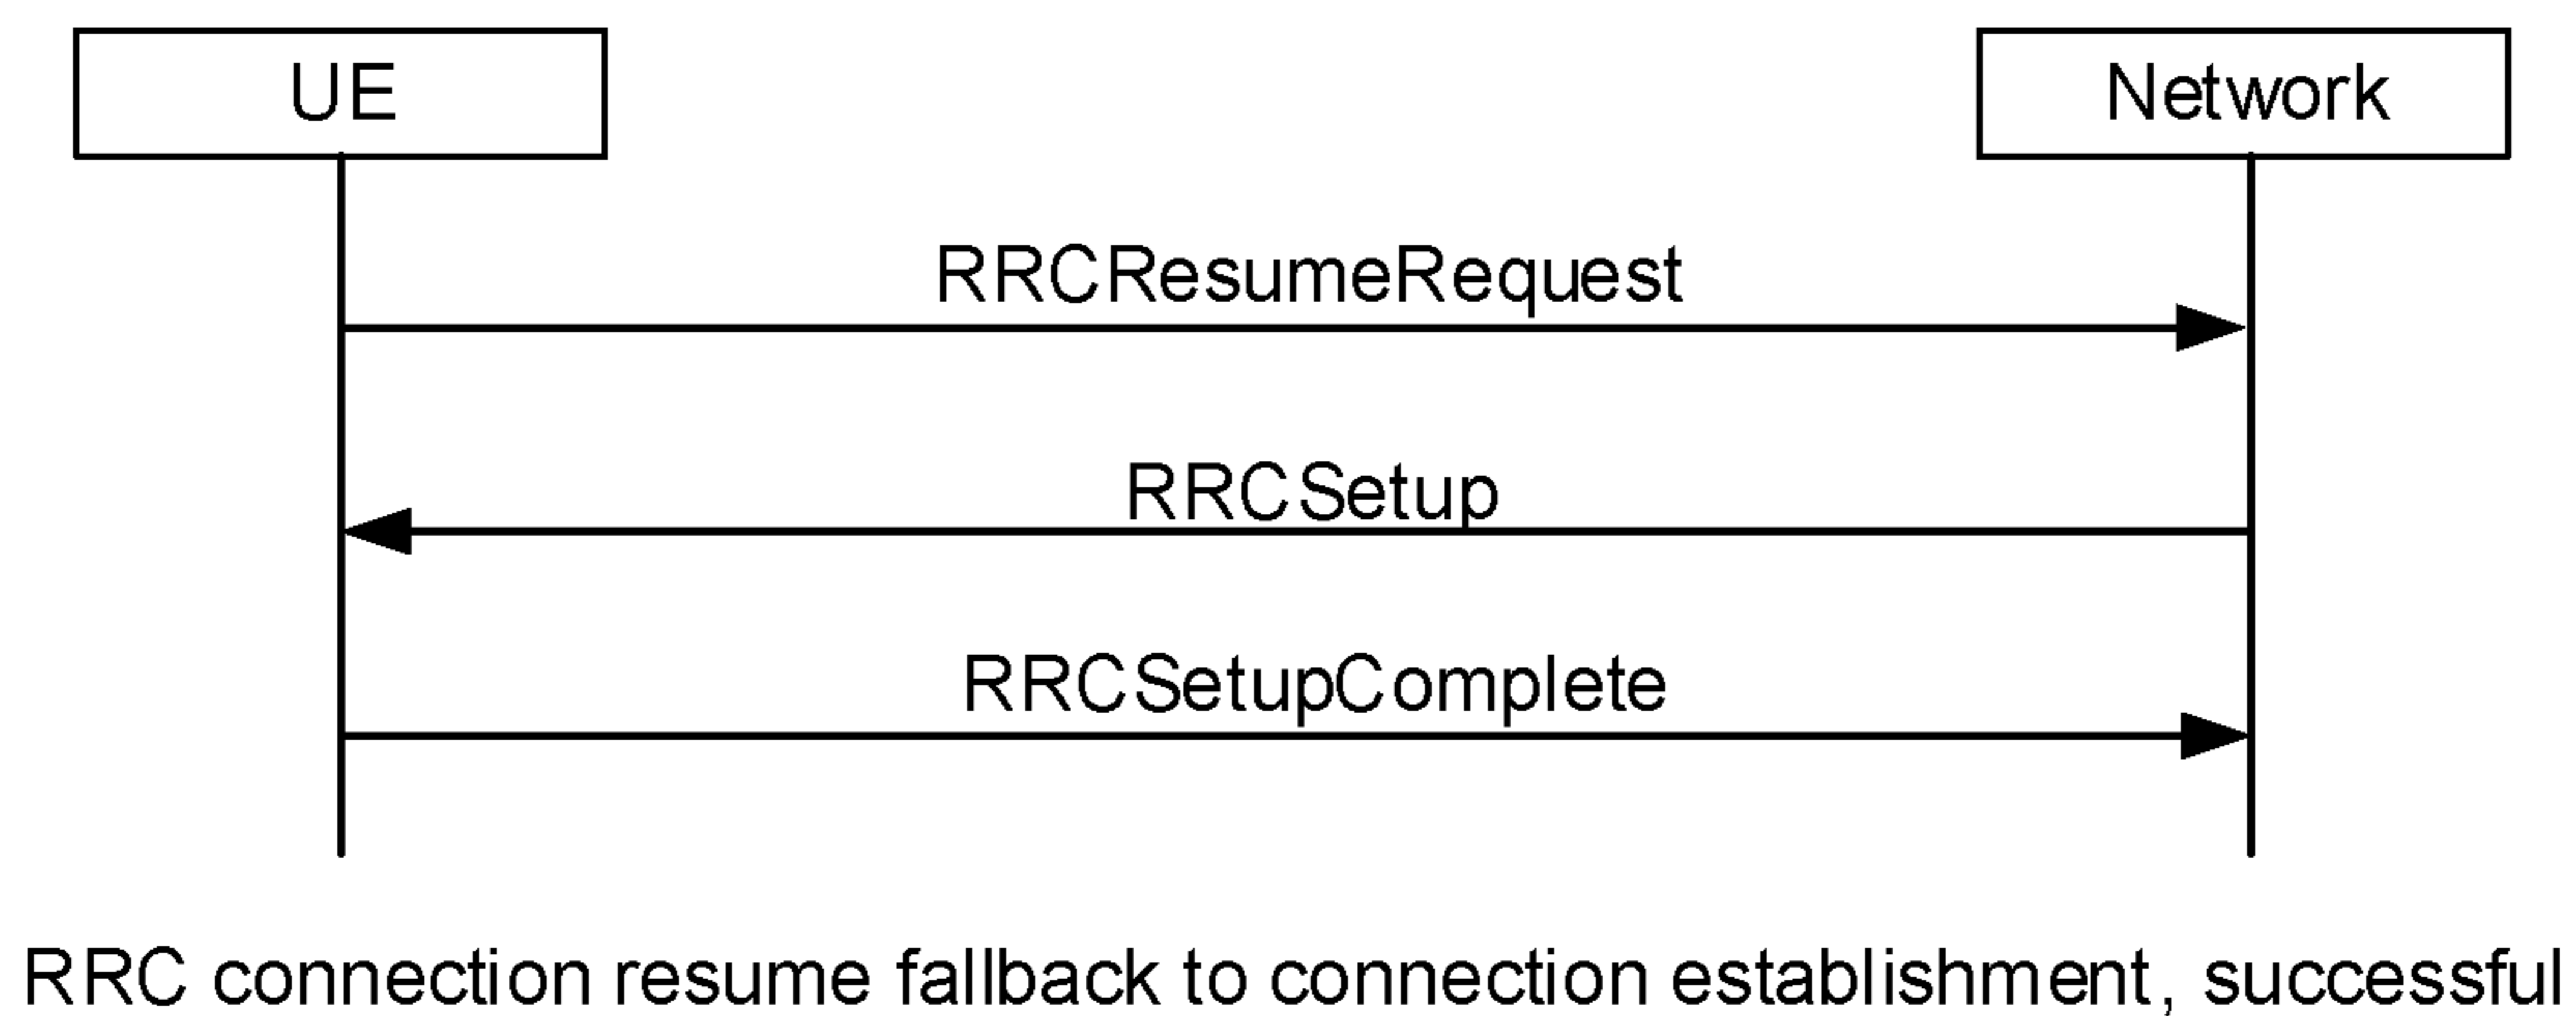 UE
Network
RRCResumeRequest
RRCSetup
RRCSetupComplete
RRC connection resume fallback to connection establishment, successful